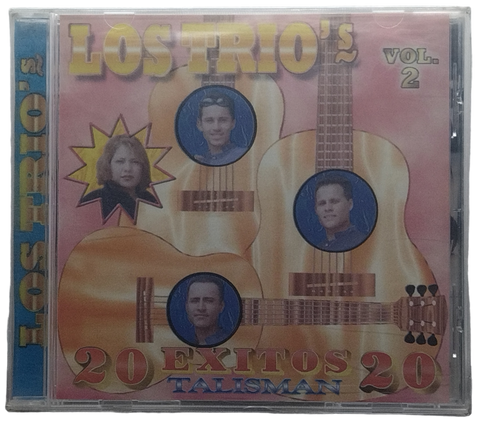 LOS TRIO's
LOS TRIO's
VOL.
2
20 EXITOS 20
TALISMAN